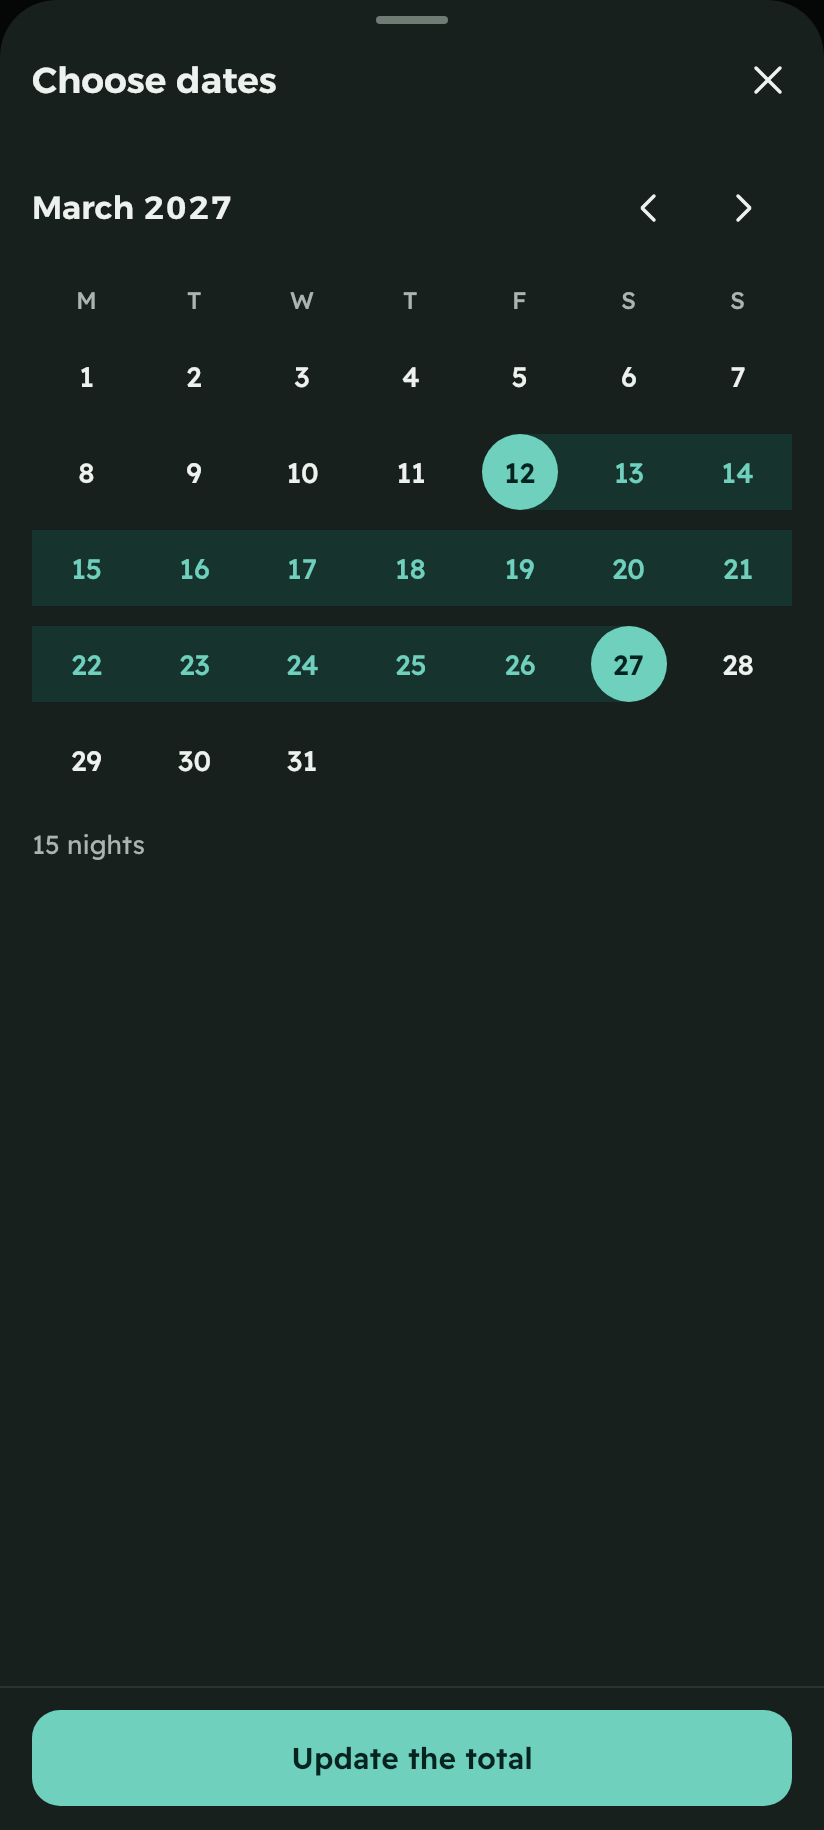 Choose dates
March 2027
M T W T F S S
1 2 3 4 5 6 7
8 9 10 11 12 13 14
15 16 17 18 19 20 21
22 23 24 25 26 27 28
29 30 31
15 nights
Update the total